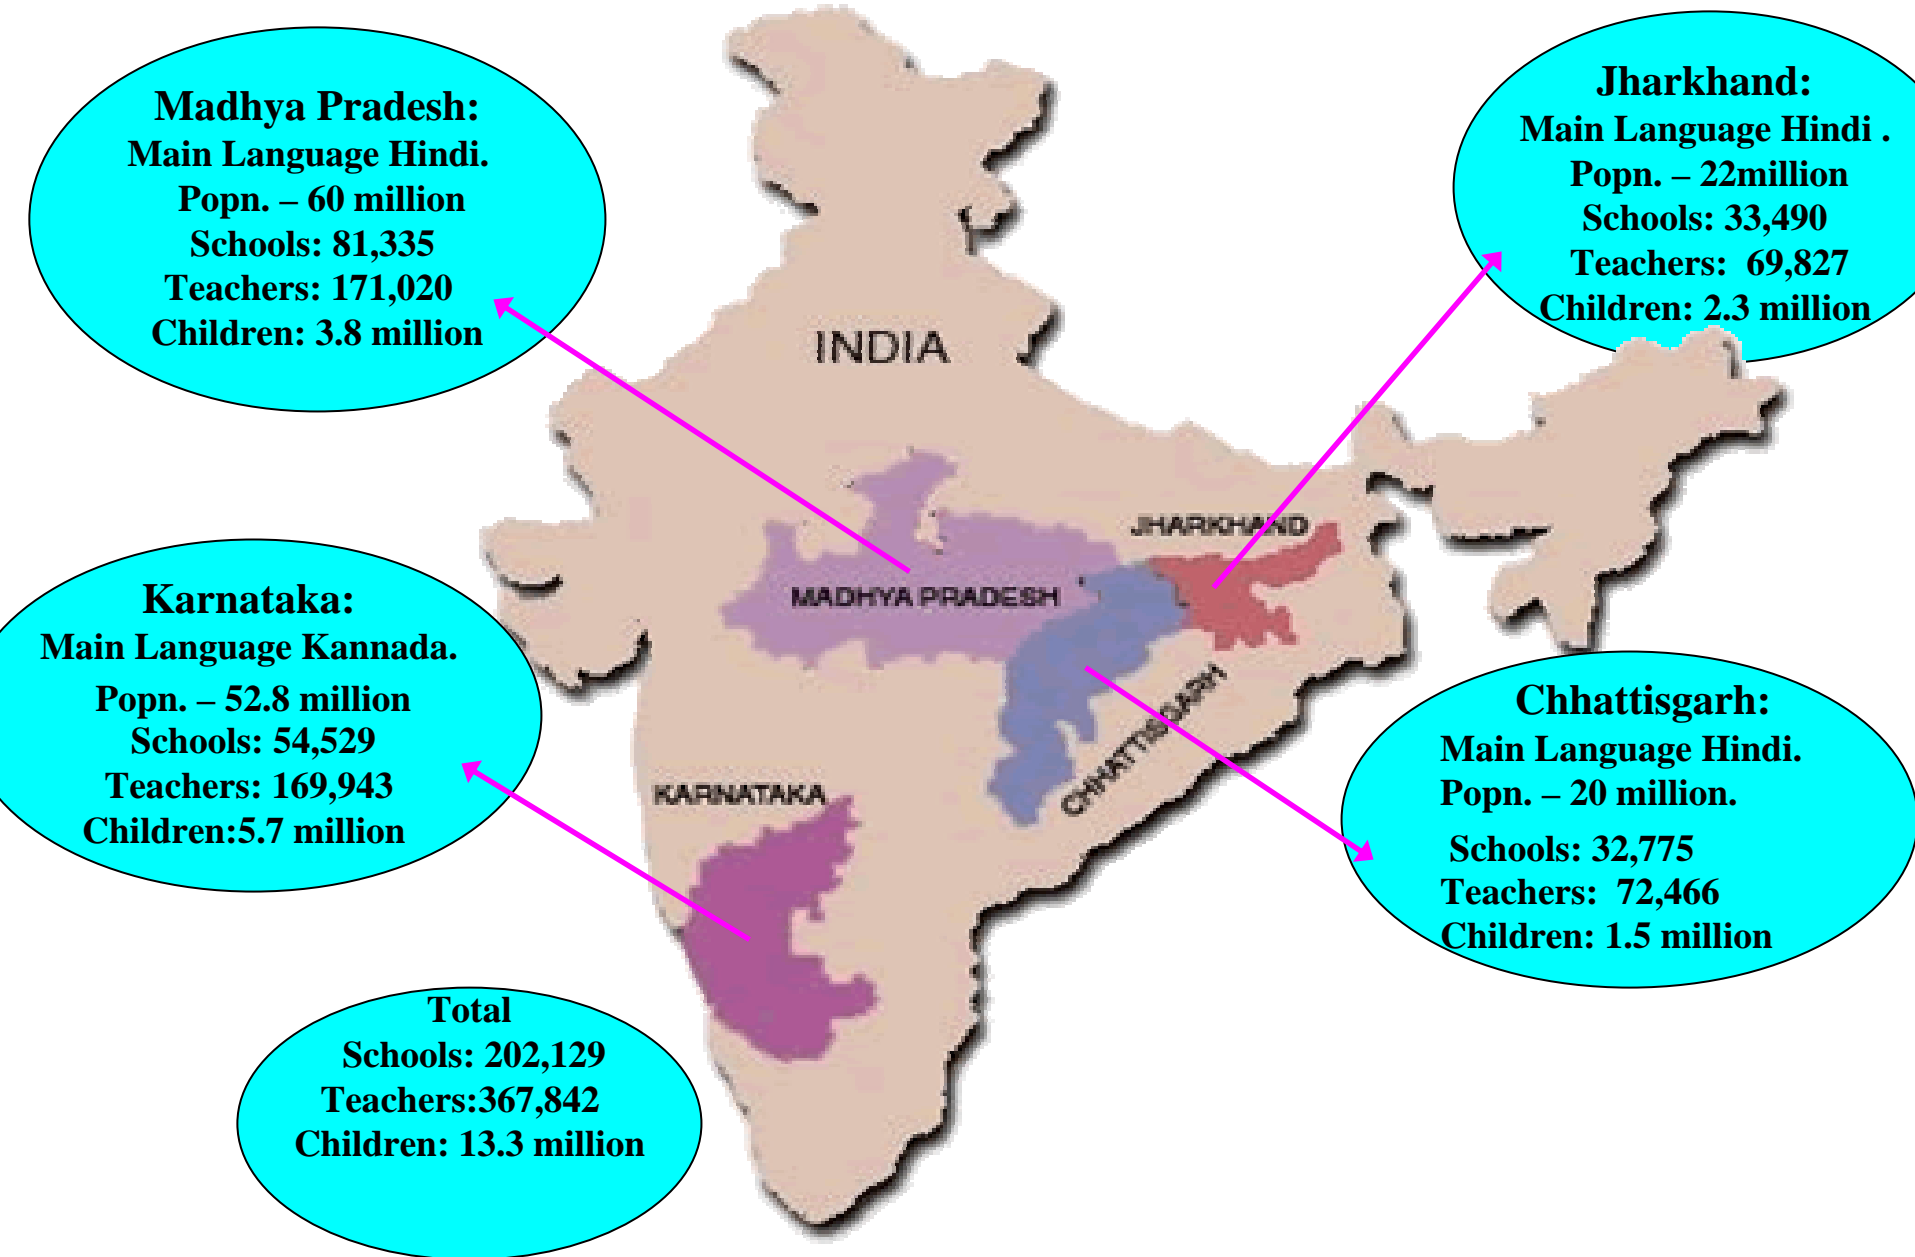 Madhya Pradesh:
Main Language Hindi.
Popn. – 60 million
Schools: 81,335
Teachers: 171,020
Children: 3.8 million
Jharkhand:
Main Language Hindi .
Popn. – 22million
Schools: 33,490
Teachers:  69,827
Children: 2.3 million
INDIA
JHARKHAND
MADHYA PRADESH
CHHATTISGARH
KARNATAKA
Karnataka:
Main Language Kannada.
Popn. – 52.8 million
Schools: 54,529
Teachers: 169,943
Children:5.7 million
Chhattisgarh:
Main Language Hindi.
Popn. – 20 million.
Schools: 32,775
Teachers:  72,466
Children: 1.5 million
Total
Schools: 202,129
Teachers:367,842
Children: 13.3 million